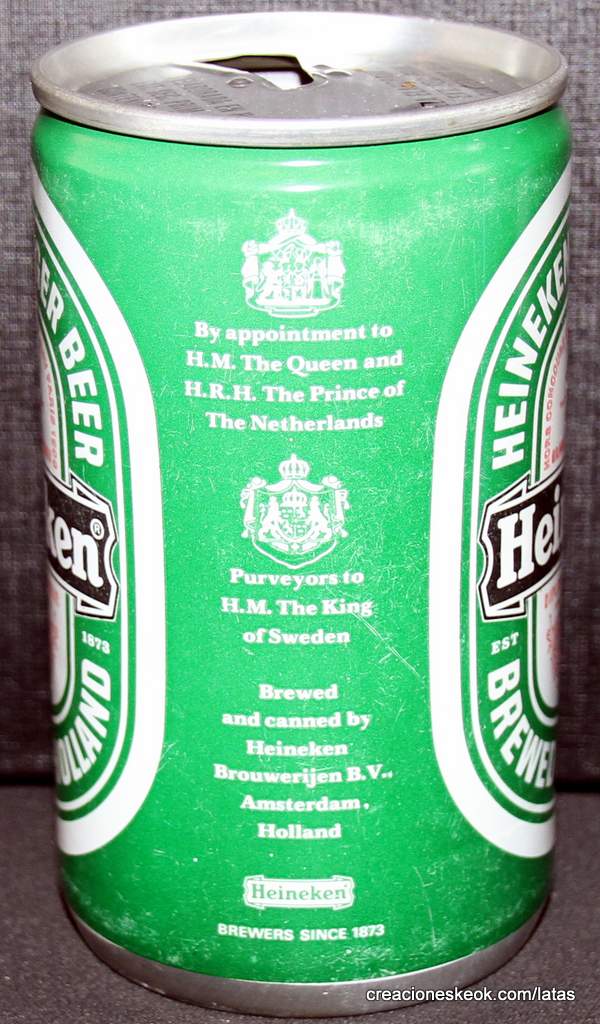 By appointment to
H.M. The Queen and
H.R.H. The Prince of
The Netherlands
Purveyors to
H.M. The King
of Sweden
Brewed
and canned by
Heineken
Brouwerijen B.V.,
Amsterdam,
Holland
Heineken
BREWERS SINCE 1873
ER BEER
ken®
1873
OLLAND
HEINEKEN
Hei
EST
BREWED
creacioneskeok.com/latas